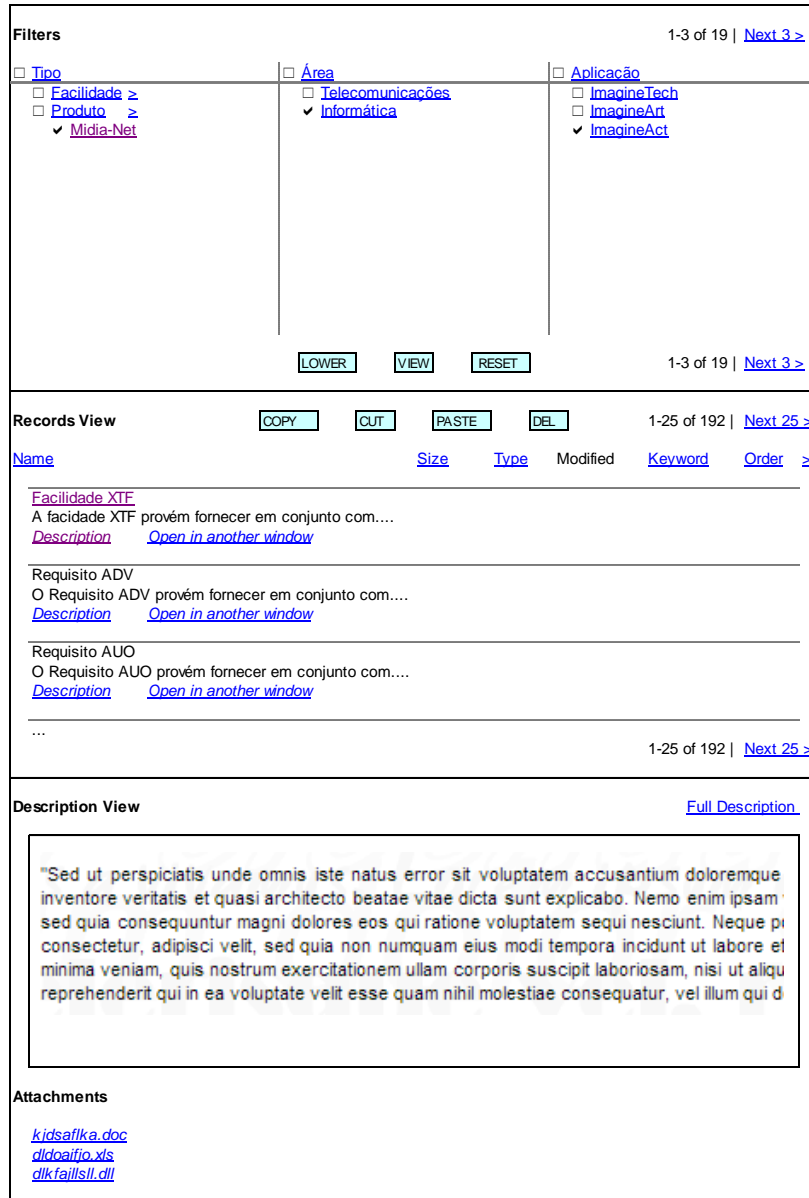 Filters 1-3 of 19 | Next 3 >
Tipo Área Aplicação
Facilidade > Telecomunicações ImagineTech
Produto > Informática ImagineArt
Midia-Net ImagineAct
LOWER VIEW RESET 1-3 of 19 | Next 3 >
Records View COPY CUT PASTE DEL 1-25 of 192 | Next 25 >
Name Size Type Modified Keyword Order >
Facilidade XTF
A facidade XTF provém fornecer em conjunto com....
Description Open in another window
Requisito ADV
O Requisito ADV provém fornecer em conjunto com....
Description Open in another window
Requisito AUO
O Requisito AUO provém fornecer em conjunto com....
Description Open in another window
...
1-25 of 192 | Next 25 >
Description View Full Description
"Sed ut perspiciatis unde omnis iste natus error sit voluptatem accusantium doloremque
inventore veritatis et quasi architecto beatae vitae dicta sunt explicabo. Nemo enim ipsam
sed quia consequuntur magni dolores eos qui ratione voluptatem sequi nesciunt. Neque
consectetur, adipisci velit, sed quia non numquam eius modi tempora incidunt ut labore et
minima veniam, quis nostrum exercitationem ullam corporis suscipit laboriosam, nisi ut aliqu
reprehenderit qui in ea voluptate velit esse quam nihil molestiae consequatur, vel illum qui d
Attachments
kjdsaflka.doc
dldoaifjo.xls
dlkfajllsll.dll